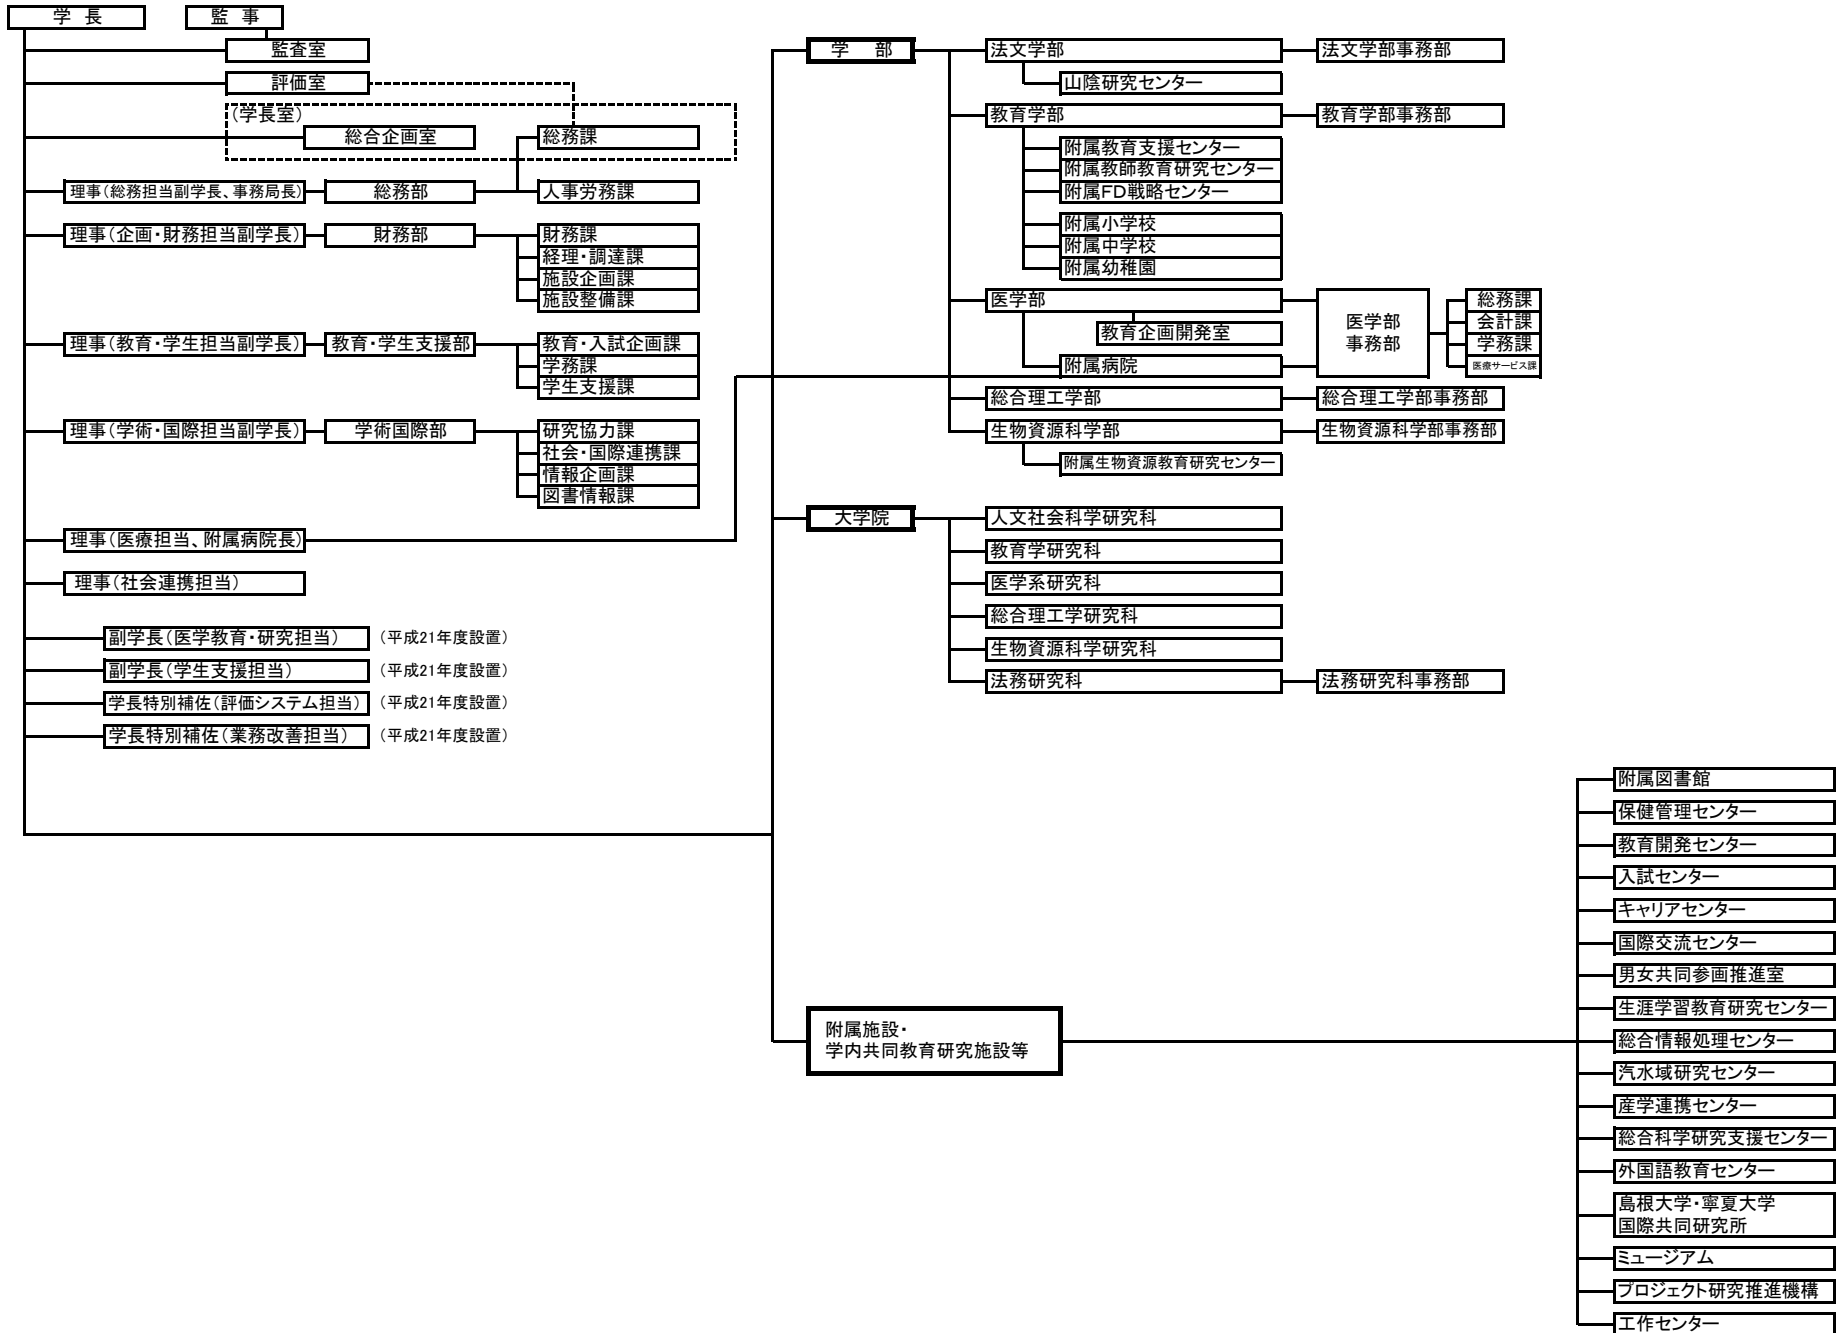 学 長
監 事
監査室
評価室
(学長室)
総合企画室
総務課
理事(総務担当副学長、事務局長)
総務部
人事労務課
理事(企画・財務担当副学長)
財務部
財務課
経理・調達課
施設企画課
施設整備課
理事(教育・学生担当副学長)
教育・学生支援部
教育・入試企画課
学務課
学生支援課
理事(学術・国際担当副学長)
学術国際部
研究協力課
社会・国際連携課
情報企画課
図書情報課
理事(医療担当、附属病院長)
理事(社会連携担当)
副学長(医学教育・研究担当)
(平成21年度設置)
副学長(学生支援担当)
(平成21年度設置)
学長特別補佐(評価システム担当)
(平成21年度設置)
学長特別補佐(業務改善担当)
(平成21年度設置)
学 部
法文学部
法文学部事務部
山陰研究センター
教育学部
教育学部事務部
附属教育支援センター
附属教師教育研究センター
附属FD戦略センター
附属小学校
附属中学校
附属幼稚園
医学部
教育企画開発室
附属病院
医学部
事務部
総務課
会計課
学務課
医療サービス課
総合理工学部
総合理工学部事務部
生物資源科学部
生物資源科学部事務部
附属生物資源教育研究センター
大学院
人文社会科学研究科
教育学研究科
医学系研究科
総合理工学研究科
生物資源科学研究科
法務研究科
法務研究科事務部
附属施設・
学内共同教育研究施設等
附属図書館
保健管理センター
教育開発センター
入試センター
キャリアセンター
国際交流センター
男女共同参画推進室
生涯学習教育研究センター
総合情報処理センター
汽水域研究センター
産学連携センター
総合科学研究支援センター
外国語教育センター
島根大学・寧夏大学
国際共同研究所
ミュージアム
プロジェクト研究推進機構
工作センター